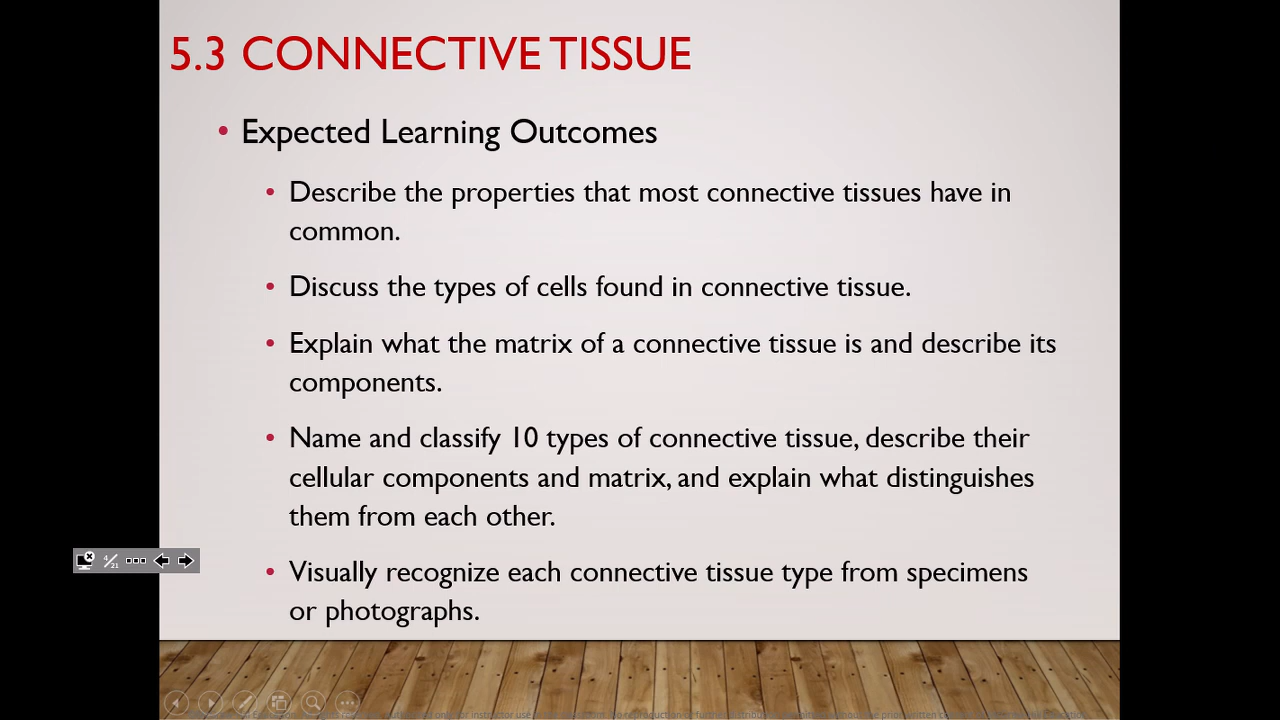 5.3 CONNECTIVE TISSUE
• Expected Learning Outcomes
• Describe the properties that most connective tissues have in
common.
• Discuss the types of cells found in connective tissue.
• Explain what the matrix of a connective tissue is and describe its
components.
• Name and classify 10 types of connective tissue, describe their
cellular components and matrix, and explain what distinguishes
them from each other.
• Visually recognize each connective tissue type from specimens
or photographs.
4/21